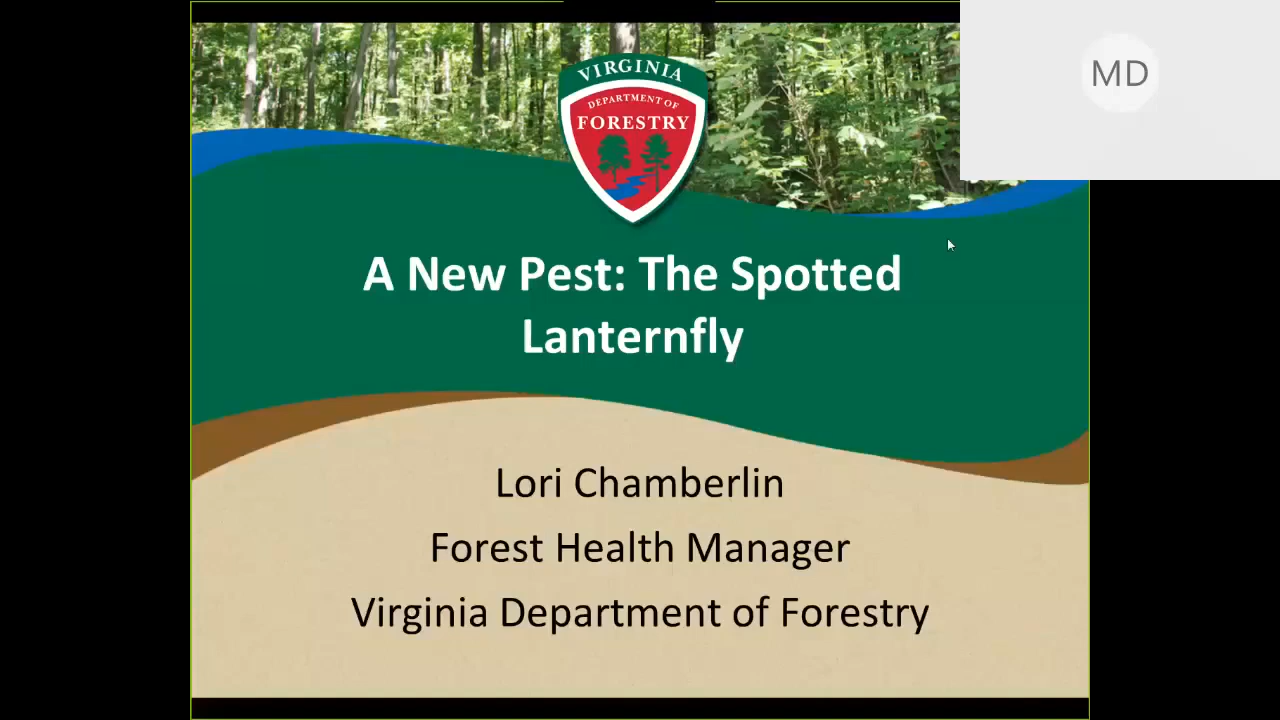 VIRGINIA
DEPARTMENT OF
FORESTRY
MD
A New Pest: The Spotted
Lanternfly
Lori Chamberlin
Forest Health Manager
Virginia Department of Forestry